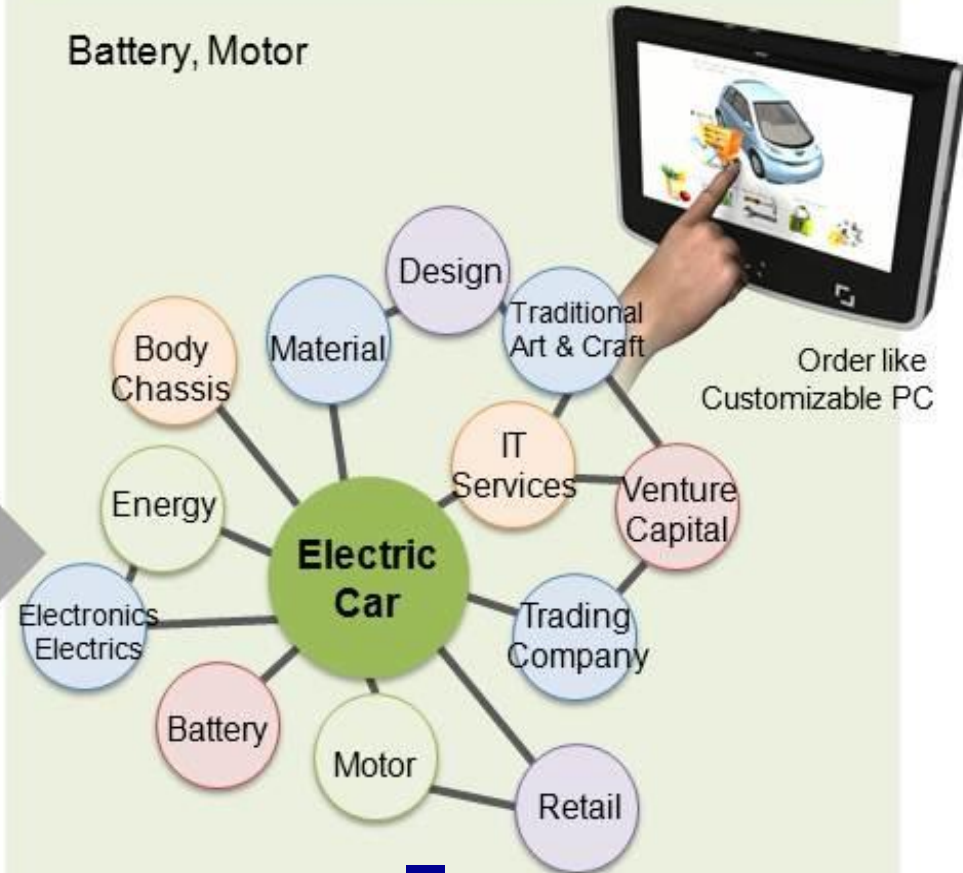 Battery, Motor
Design
Traditional
Art & Craft
Material
Body
Chassis
Order like
Customizable PC
IT
Services
Venture
Capital
Energy
Electric
Car
Electronics
Electrics
Trading
Company
Battery
Motor
Retail